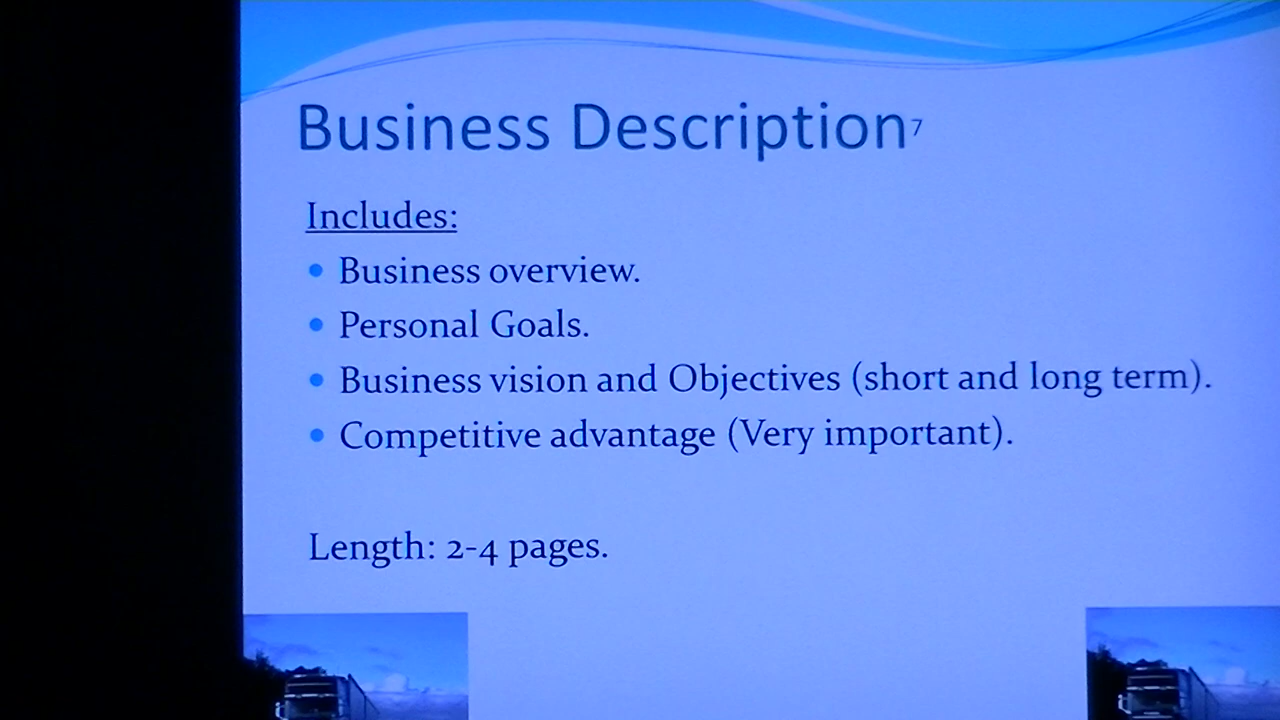 Business Description7
Includes:
Business overview.
Personal Goals.
Business vision and Objectives (short and long term).
Competitive advantage (Very important).
Length: 2-4 pages.